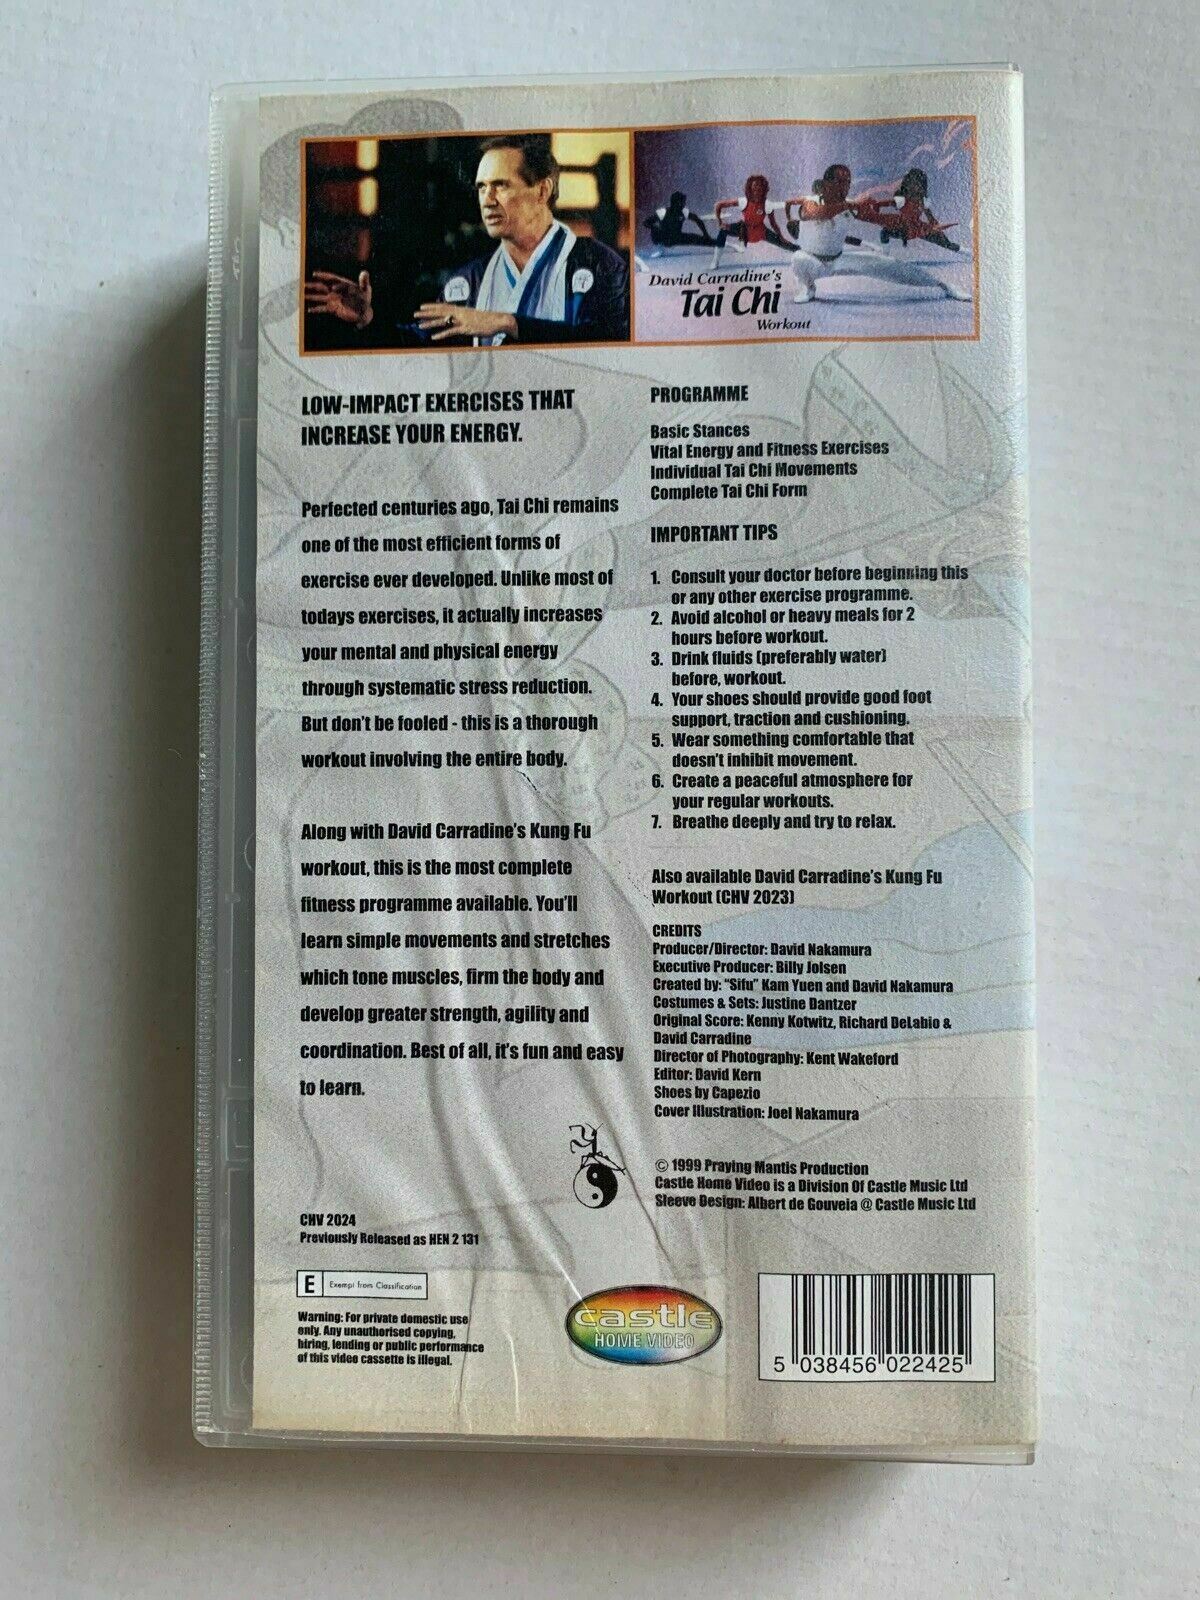 David Carradine's
Tai Chi
Workout
LOW-IMPACT EXERCISES THAT
INCREASE YOUR ENERGY.
Perfected centuries ago, Tai Chi remains
one of the most efficient forms of
exercise ever developed. Unlike most of
todays exercises, it actually increases
your mental and physical energy
through systematic stress reduction.
But don't be fooled - this is a thorough
workout involving the entire body.
Along with David Carradine's Kung Fu
workout, this is the most complete
fitness programme available. You'll
learn simple movements and stretches
which tone muscles, firm the body and
develop greater strength, agility and
coordination. Best of all, it's fun and easy
to learn.
CHV 2024
Previously Released as HEN 2 131
E Exempt from Classification
Warning: For private domestic use
only. Any unauthorised copying,
hiring, lending or public performance
of this video cassette is illegal.
PROGRAMME
Basic Stances
Vital Energy and Fitness Exercises
Individual Tai Chi Movements
Complete Tai Chi Form
IMPORTANT TIPS
1. Consult your doctor before beginning this
or any other exercise programme.
2. Avoid alcohol or heavy meals for 2
hours before workout.
3. Drink fluids (preferably water)
before, workout.
4. Your shoes should provide good foot
support, traction and cushioning.
5. Wear something comfortable that
doesn't inhibit movement.
6. Create a peaceful atmosphere for
your regular workouts.
7. Breathe deeply and try to relax.
Also available David Carradine's Kung Fu
Workout (CHV 2023)
CREDITS
Producer/Director: David Nakamura
Executive Producer: Billy Jolsen
Created by: "Sifu" Kam Yuen and David Nakamura
Costumes & Sets: Justine Dantzer
Original Score: Kenny Kotwitz, Richard DeLabio &
David Carradine
Director of Photography: Kent Wakeford
Editor: David Kern
Shoes by Capezio
Cover Illustration: Joel Nakamura
© 1999 Praying Mantis Production
Castle Home Video is a Division Of Castle Music Ltd
Sleeve Design: Albert de Gouveia @ Castle Music Ltd
castle
HOME VIDEO
5 038456 022425